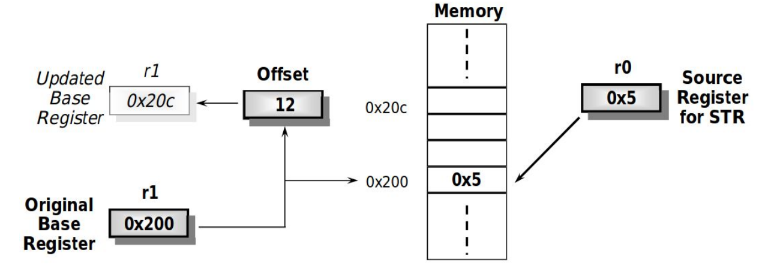 Memory
Updated
Base
Register
r1
0x20c
Offset
12
0x20c
r0
0x5
Source
Register
for STR
Original
Base
Register
r1
0x200
0x200
0x5